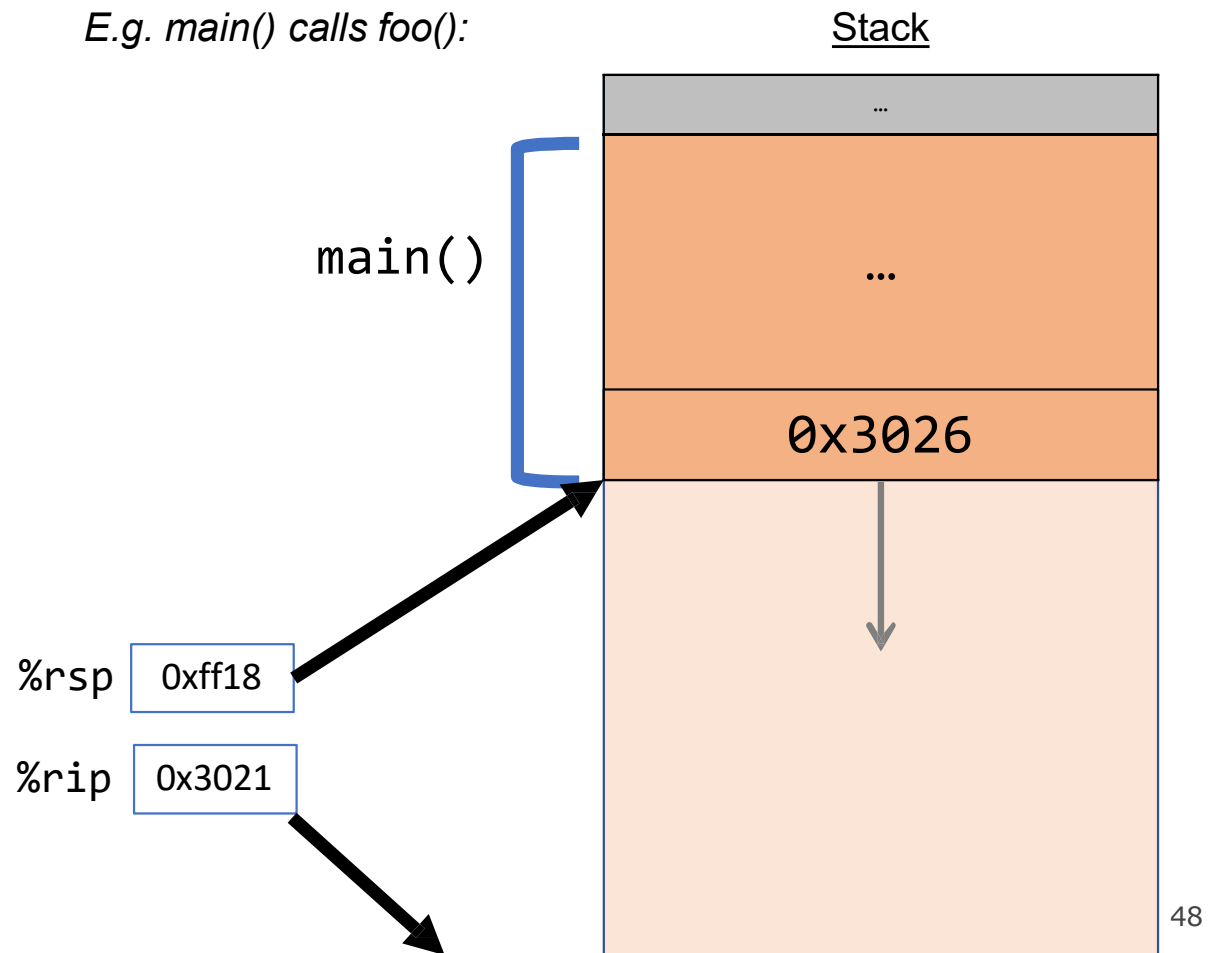 E.g. main() calls foo():
Stack
…
main()
…
0x3026
%rsp 0xff18
%rip 0x3021
48